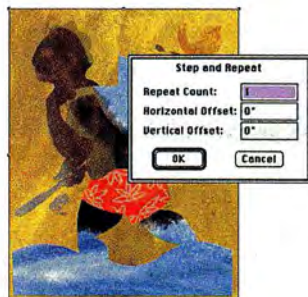 Step and Repeat
Repeat Count: 1
Horizontal Offset: 0"
Vertical Offset: 0"
OK Cancel